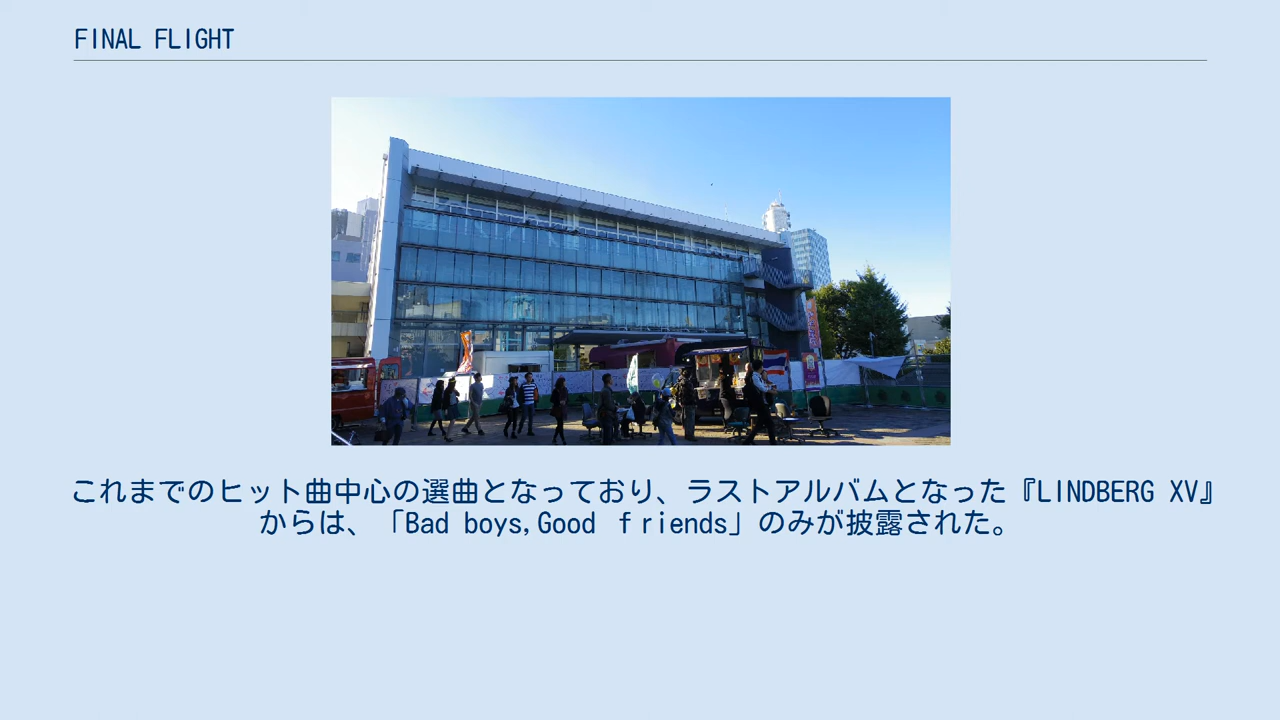 FINAL FLIGHT
これまでのヒット曲中心の選曲となっており、ラストアルバムとなった『LINDBERG XV』
からは、「Bad boys,Good ｆriends」のみが披露された。